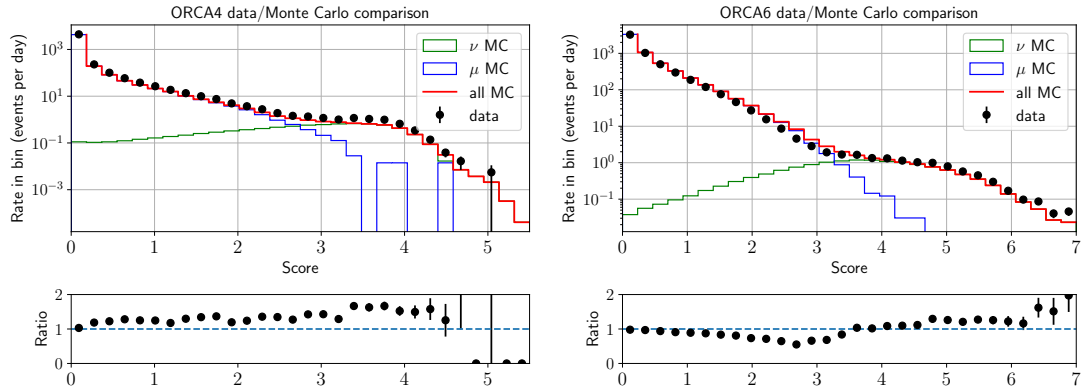 ORCA4 data/Monte Carlo comparison
Rate in bin (events per day)
10³
10¹
10⁻¹
10⁻³
ν MC
μ MC
all MC
data
0 1 2 3 4 5
Score
Ratio
2
1
0
0 1 2 3 4 5
ORCA6 data/Monte Carlo comparison
Rate in bin (events per day)
10³
10²
10¹
10⁰
10⁻¹
ν MC
μ MC
all MC
data
0 1 2 3 4 5 6 7
Score
Ratio
2
1
0
0 1 2 3 4 5 6 7